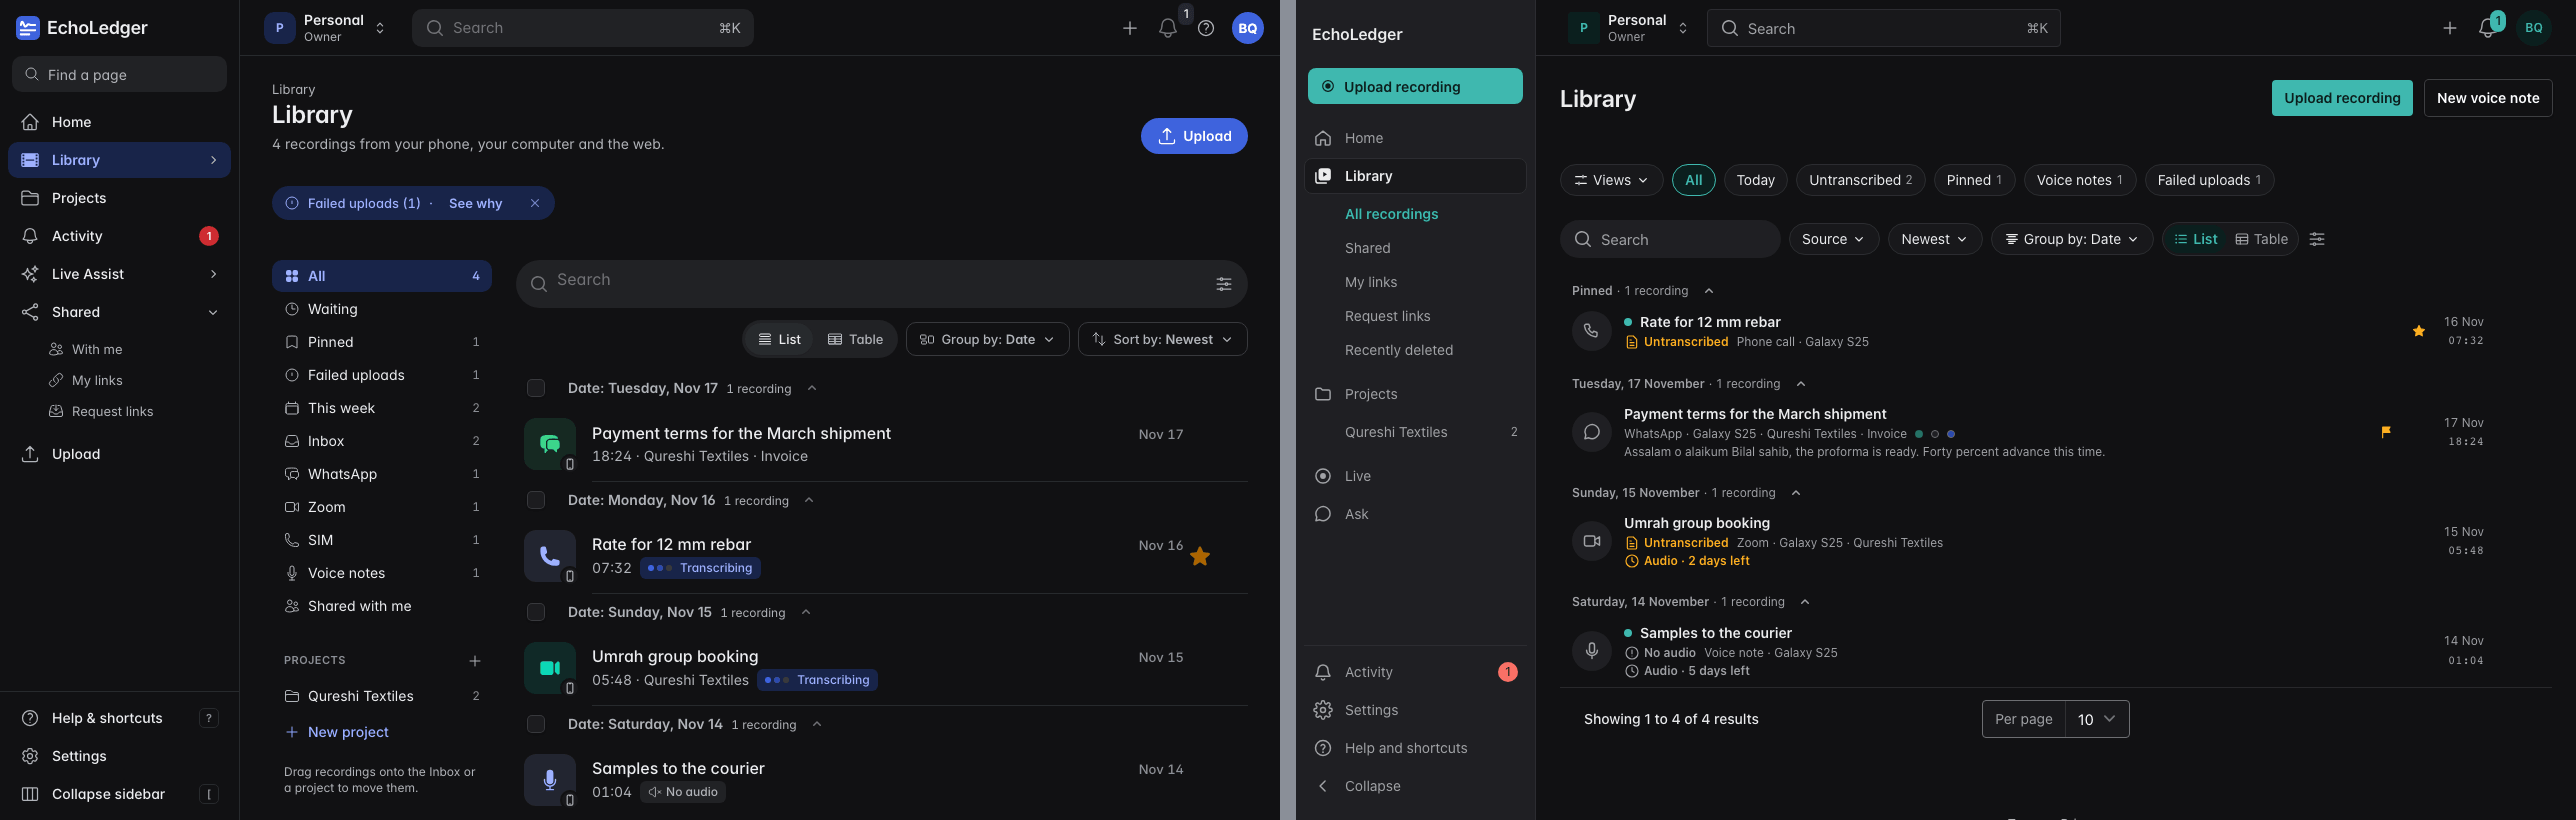 EchoLedger
Find a page
Home
Library
Projects
Activity 1
Live Assist
Shared
With me
My links
Request links
Upload
Help & shortcuts ?
Settings
Collapse sidebar [
P Personal
Owner
Search ⌘K
1
BQ
Library
Library
4 recordings from your phone, your computer and the web.
Upload
Failed uploads (1) · See why
All 4
Waiting
Pinned 1
Failed uploads 1
This week 2
Inbox 2
WhatsApp 1
Zoom 1
SIM 1
Voice notes 1
Shared with me
PROJECTS
Qureshi Textiles 2
New project
Drag recordings onto the Inbox or
a project to move them.
Search
List Table Group by: Date Sort by: Newest
Date: Tuesday, Nov 17 1 recording
Payment terms for the March shipment Nov 17
18:24 · Qureshi Textiles · Invoice
Date: Monday, Nov 16 1 recording
Rate for 12 mm rebar Nov 16
07:32 Transcribing
Date: Sunday, Nov 15 1 recording
Umrah group booking Nov 15
05:48 · Qureshi Textiles Transcribing
Date: Saturday, Nov 14 1 recording
Samples to the courier Nov 14
01:04 No audio
EchoLedger
Upload recording
Home
Library
All recordings
Shared
My links
Request links
Recently deleted
Projects
Qureshi Textiles 2
Live
Ask
Activity 1
Settings
Help and shortcuts
Collapse
P Personal
Owner
Search ⌘K
1
BQ
Library
Upload recording New voice note
Views All Today Untranscribed 2 Pinned 1 Voice notes 1 Failed uploads 1
Search Source Newest Group by: Date List Table
Pinned · 1 recording
Rate for 12 mm rebar 16 Nov
Untranscribed Phone call · Galaxy S25 07:32
Tuesday, 17 November · 1 recording
Payment terms for the March shipment 17 Nov
WhatsApp · Galaxy S25 · Qureshi Textiles · Invoice 18:24
Assalam o alaikum Bilal sahib, the proforma is ready. Forty percent advance this time.
Sunday, 15 November · 1 recording
Umrah group booking 15 Nov
Untranscribed Zoom · Galaxy S25 · Qureshi Textiles 05:48
Audio · 2 days left
Saturday, 14 November · 1 recording
Samples to the courier 14 Nov
No audio Voice note · Galaxy S25 01:04
Audio · 5 days left
Showing 1 to 4 of 4 results Per page 10